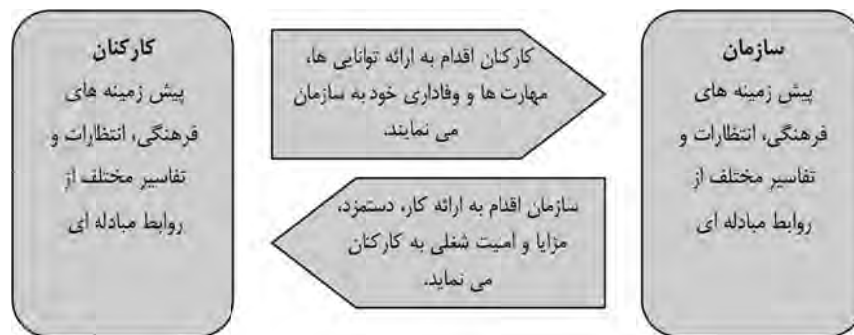 سازمان
پیش زمینه های
فرهنگی، انتظارات و
تفاسیر مختلف از
روابط مبادله ای
کارکنان اقدام به ارائه توانایی ها،
مهارت ها و وفاداری خود به سازمان
می نمایند.
سازمان اقدام به ارائه کار، دستمزد،
مزایا و امنیت شغلی به کارکنان
می نماید.
کارکنان
پیش زمینه های
فرهنگی، انتظارات و
تفاسیر مختلف از
روابط مبادله ای